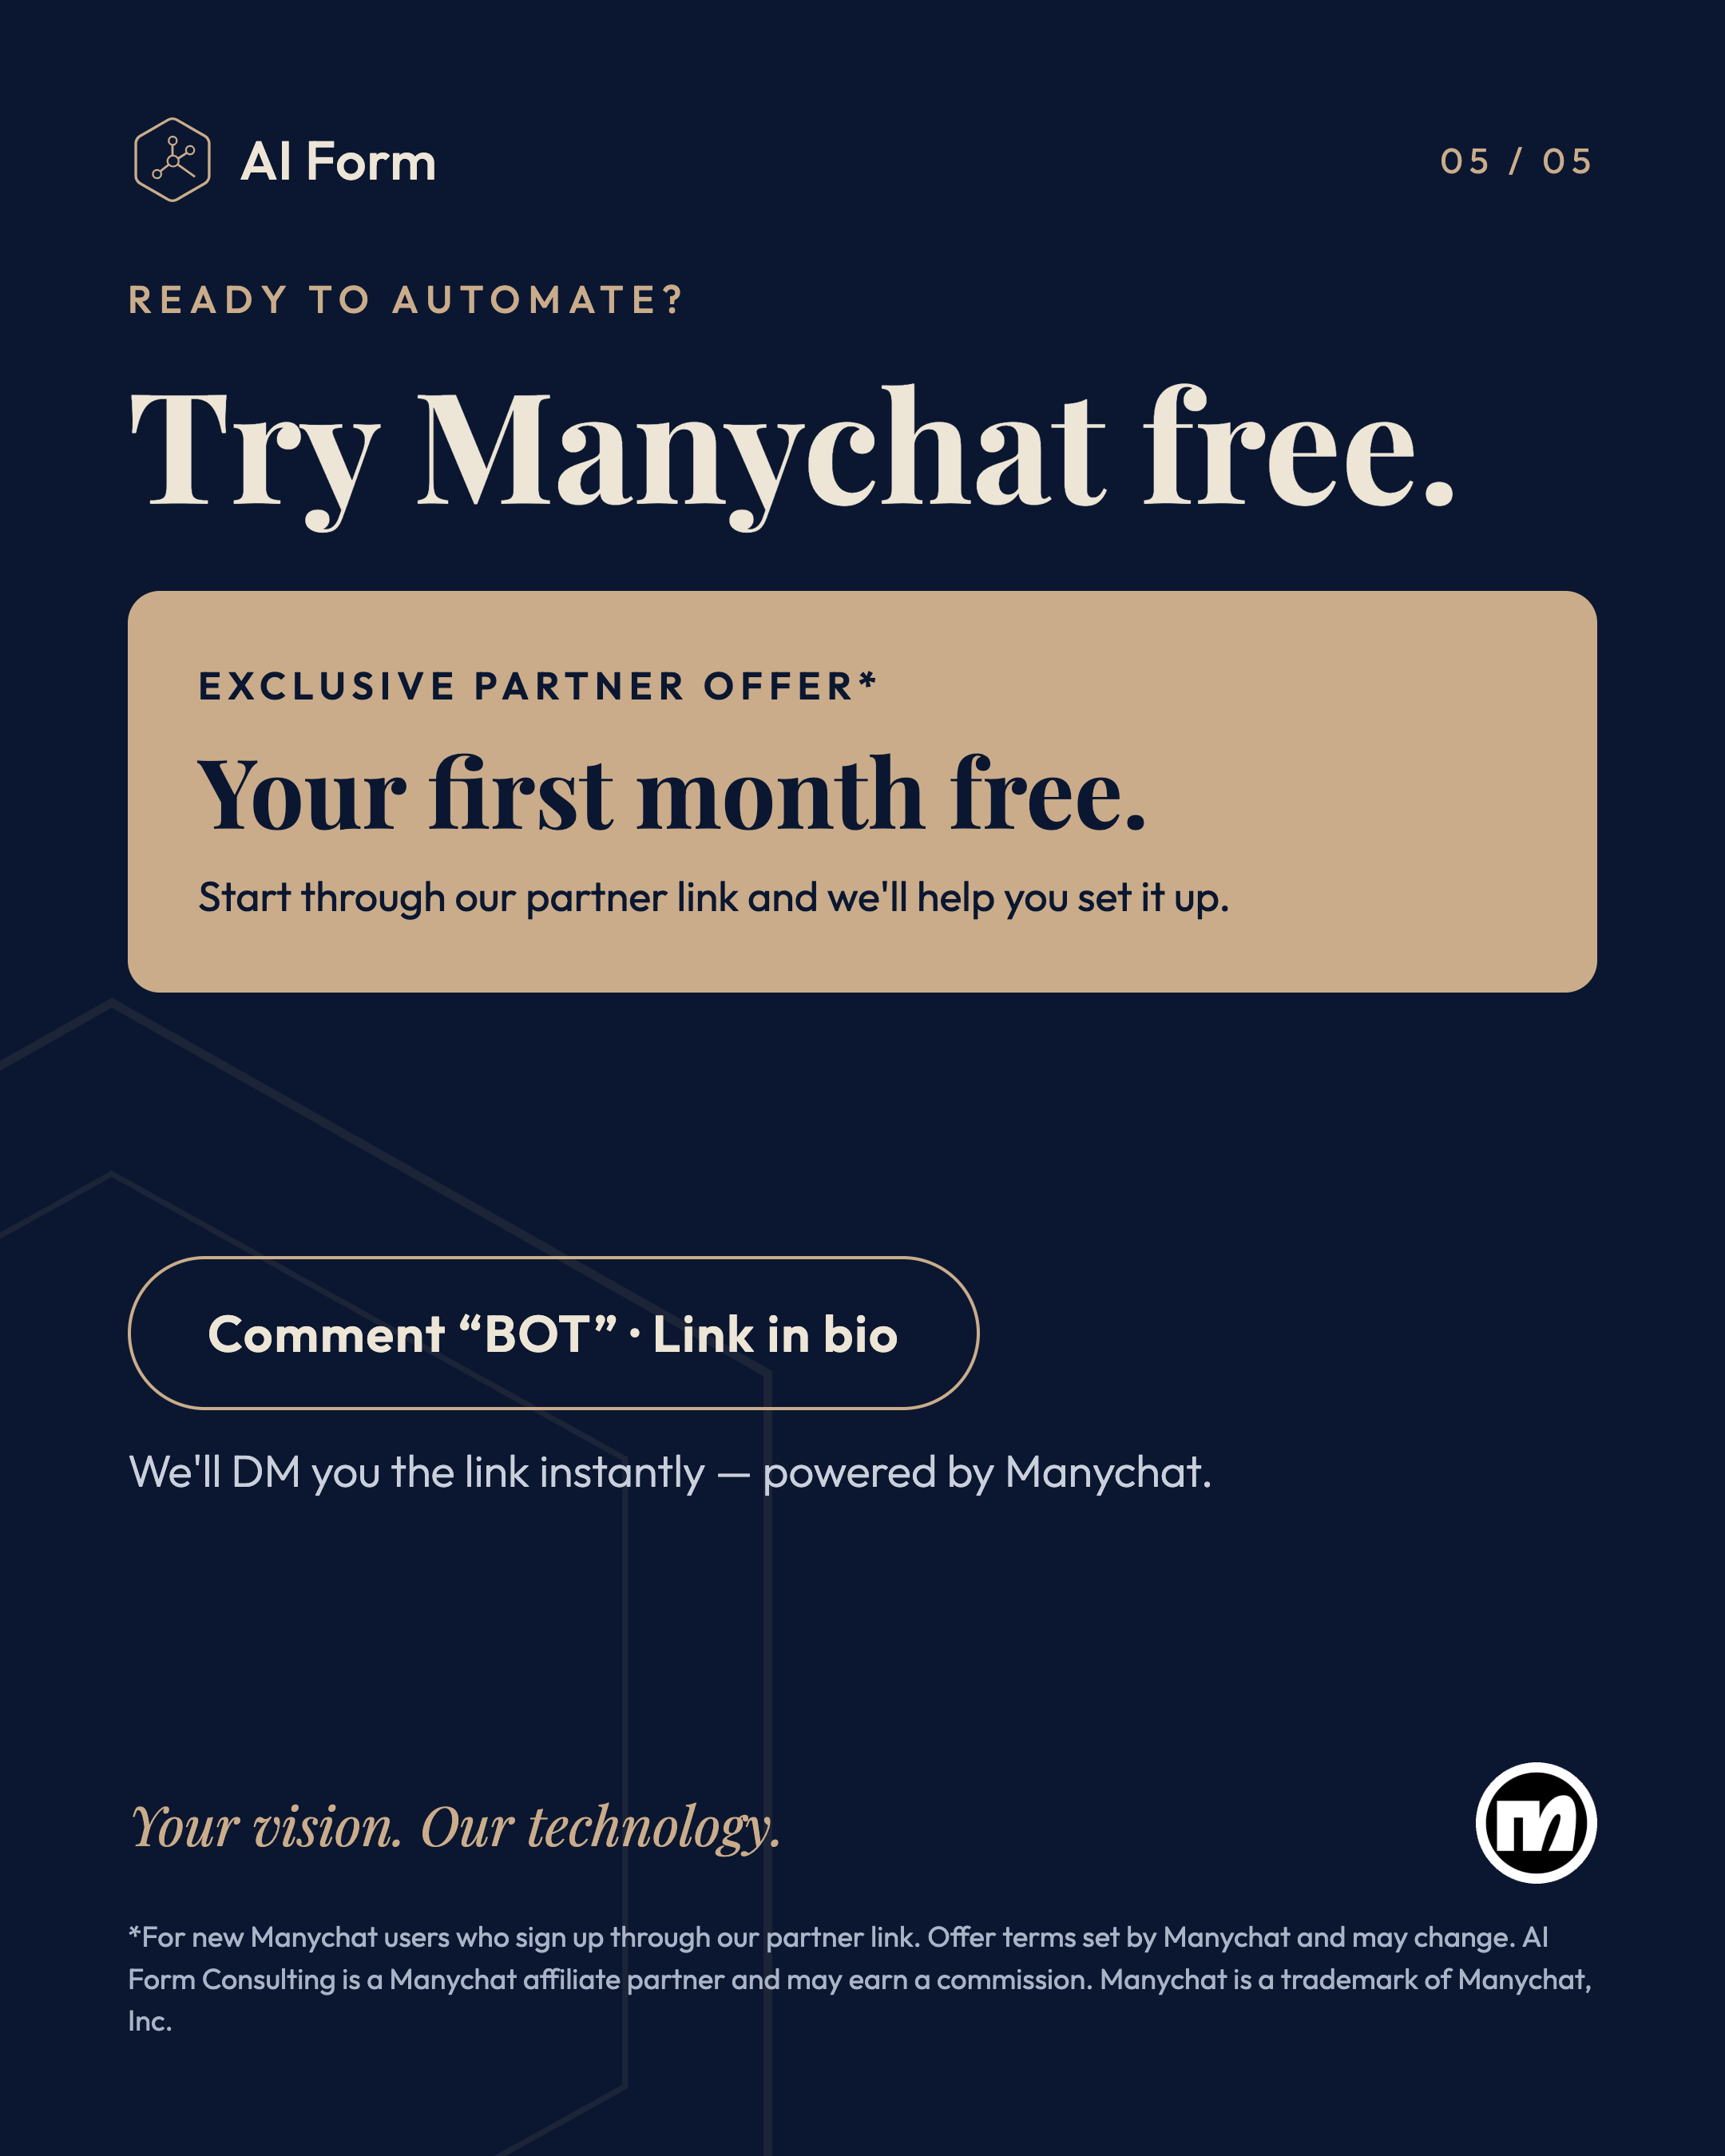 AI Form
05 / 05
READY TO AUTOMATE?
Try Manychat free.
EXCLUSIVE PARTNER OFFER*
Your first month free.
Start through our partner link and we'll help you set it up.
Comment “BOT” · Link in bio
We'll DM you the link instantly — powered by Manychat.
Your vision. Our technology.
*For new Manychat users who sign up through our partner link. Offer terms set by Manychat and may change. AI
Form Consulting is a Manychat affiliate partner and may earn a commission. Manychat is a trademark of Manychat,
Inc.